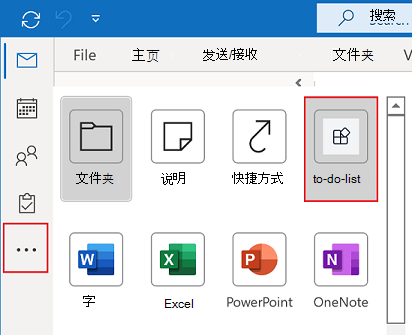 搜索
File 主页 发送/接收 文件夹
文件夹 说明 快捷方式 to-do-list
字 Excel PowerPoint OneNote